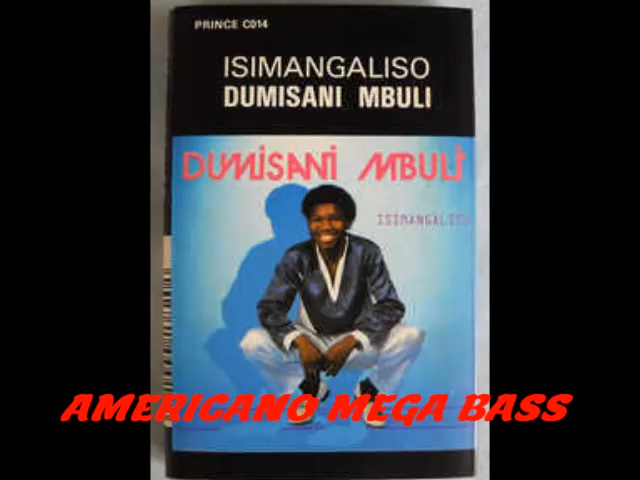 PRINCE C014
ISIMANGALISO
DUMISANI MBULI
DUMISANI MBULI
ISIMANGALISO
AMERICANO MEGA BASS